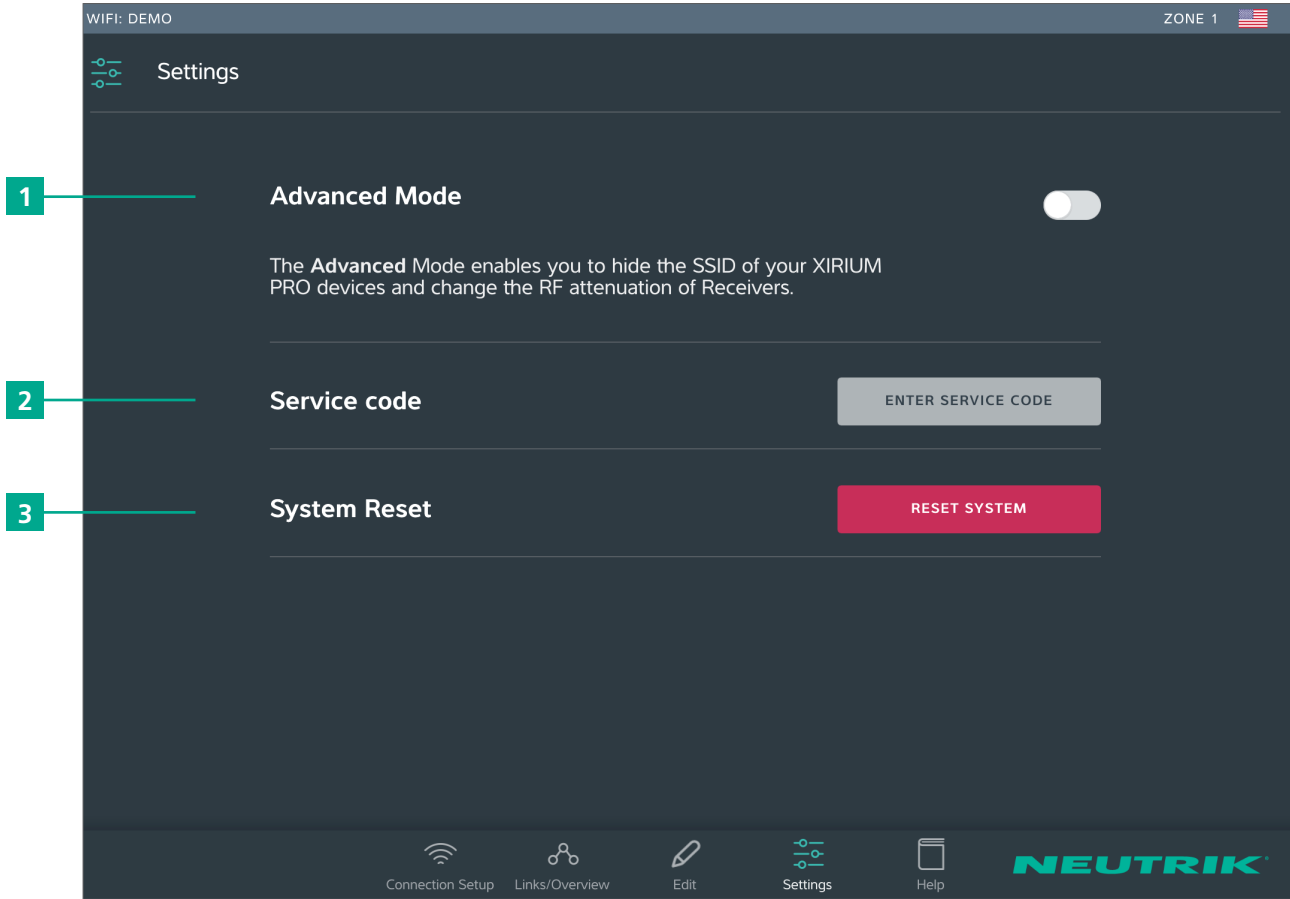 WIFI: DEMO ZONE 1
Settings
1
Advanced Mode
The Advanced Mode enables you to hide the SSID of your XIRIUM
PRO devices and change the RF attenuation of Receivers.
2
Service code
ENTER SERVICE CODE
3
System Reset
RESET SYSTEM
Connection Setup
Links/Overview
Edit
Settings
Help
NEUTRIK